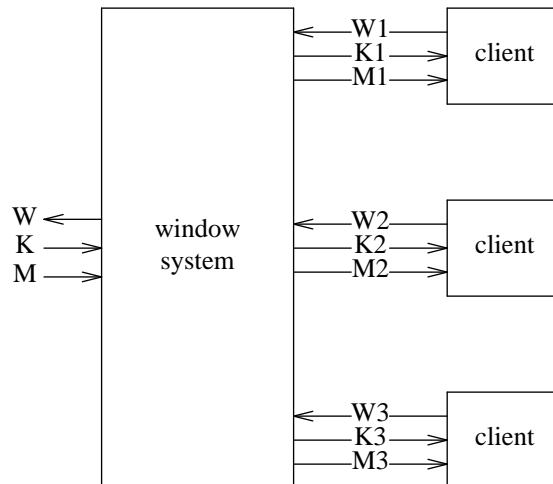 W
K
M
window
system
W1
K1
M1
client
W2
K2
M2
client
W3
K3
M3
client